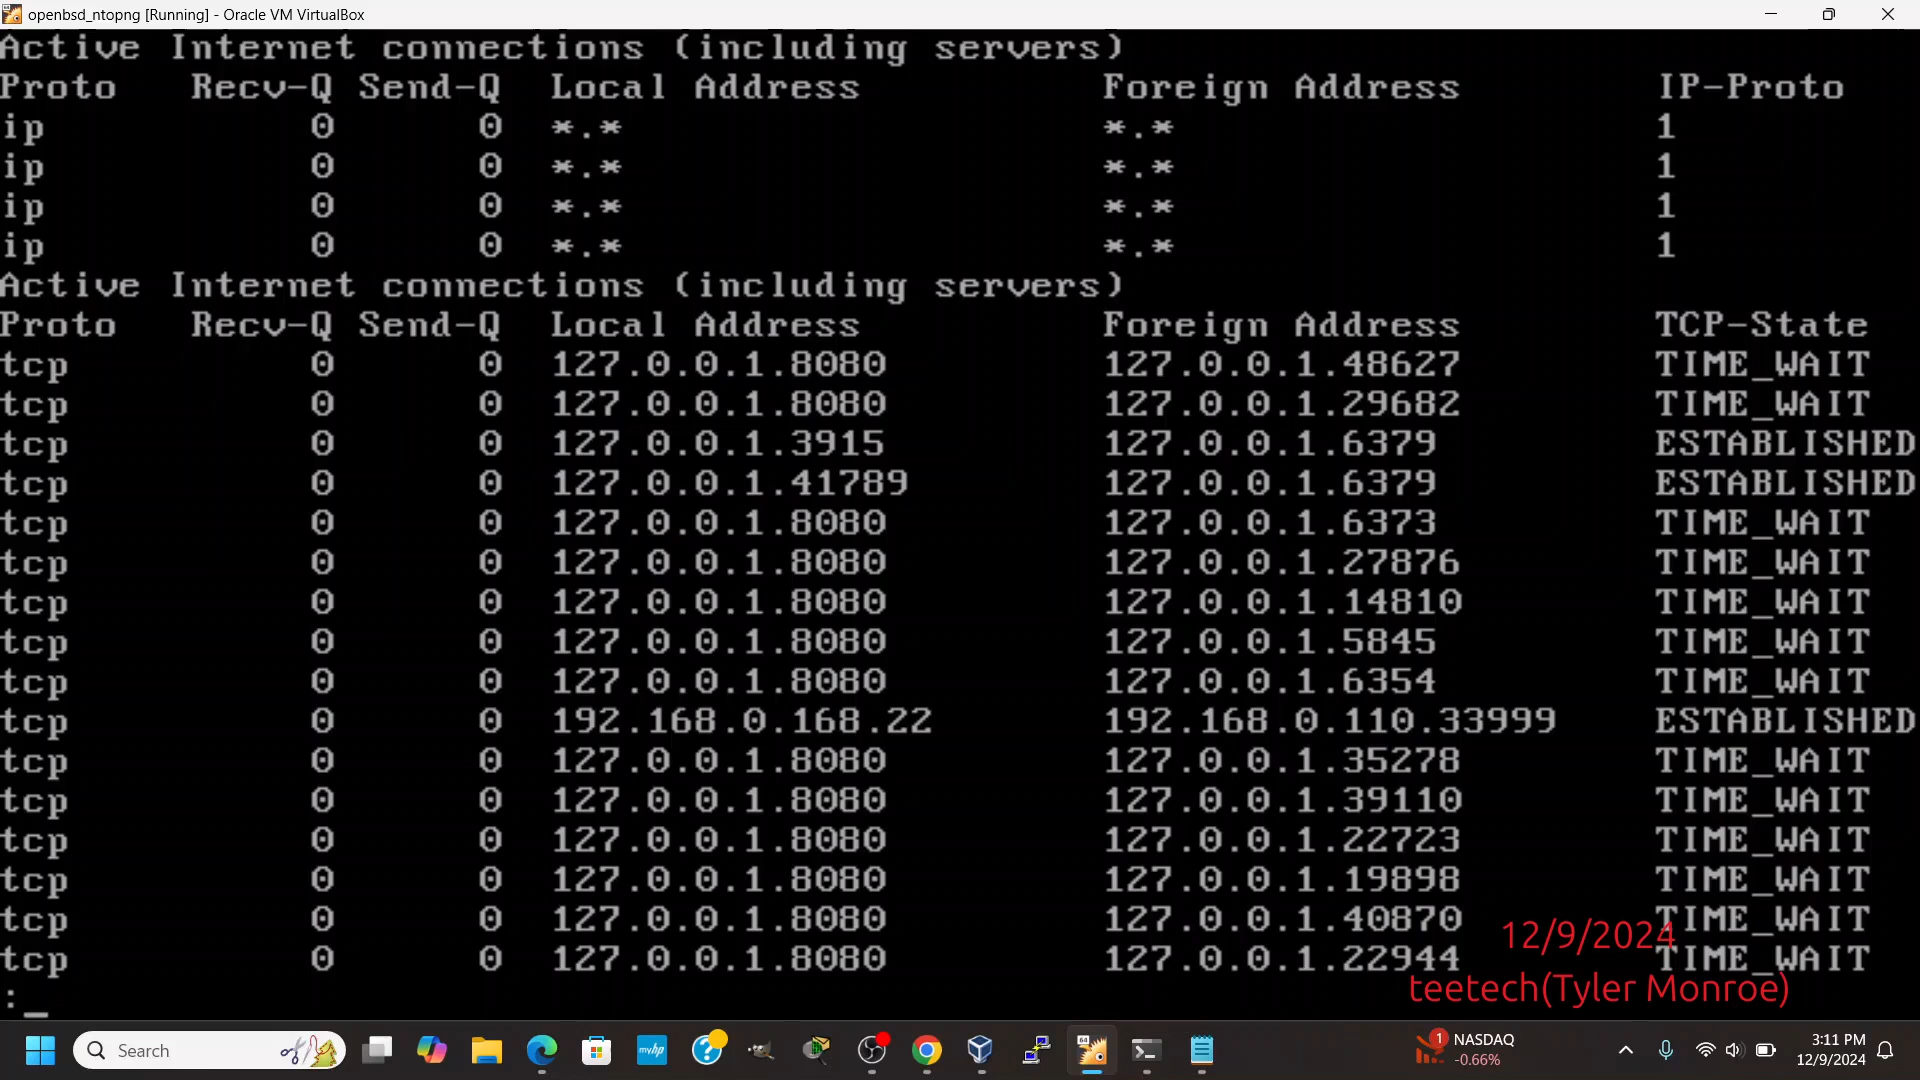 openbsd_ntopng [Running] - Oracle VM VirtualBox
Active Internet connections (including servers)
Proto Recv-Q Send-Q Local Address Foreign Address IP-Proto
ip 0 0 *.* *.* 1
ip 0 0 *.* *.* 1
ip 0 0 *.* *.* 1
ip 0 0 *.* *.* 1
Active Internet connections (including servers)
Proto Recv-Q Send-Q Local Address Foreign Address TCP-State
tcp 0 0 127.0.0.1.8080 127.0.0.1.48627 TIME_WAIT
tcp 0 0 127.0.0.1.8080 127.0.0.1.29682 TIME_WAIT
tcp 0 0 127.0.0.1.3915 127.0.0.1.6379 ESTABLISHED
tcp 0 0 127.0.0.1.41789 127.0.0.1.6379 ESTABLISHED
tcp 0 0 127.0.0.1.8080 127.0.0.1.6373 TIME_WAIT
tcp 0 0 127.0.0.1.8080 127.0.0.1.27876 TIME_WAIT
tcp 0 0 127.0.0.1.8080 127.0.0.1.14810 TIME_WAIT
tcp 0 0 127.0.0.1.8080 127.0.0.1.5845 TIME_WAIT
tcp 0 0 127.0.0.1.8080 127.0.0.1.6354 TIME_WAIT
tcp 0 0 192.168.0.168.22 192.168.0.110.33999 ESTABLISHED
tcp 0 0 127.0.0.1.8080 127.0.0.1.35278 TIME_WAIT
tcp 0 0 127.0.0.1.8080 127.0.0.1.39110 TIME_WAIT
tcp 0 0 127.0.0.1.8080 127.0.0.1.22723 TIME_WAIT
tcp 0 0 127.0.0.1.8080 127.0.0.1.19898 TIME_WAIT
tcp 0 0 127.0.0.1.8080 127.0.0.1.40870 TIME_WAIT
12/9/2024
tcp 0 0 127.0.0.1.8080 127.0.0.1.22944 TIME_WAIT
teetech(Tyler Monroe)
:_
Search
myhp
?
64
1
NASDAQ
-0.66%
3:11 PM
12/9/2024